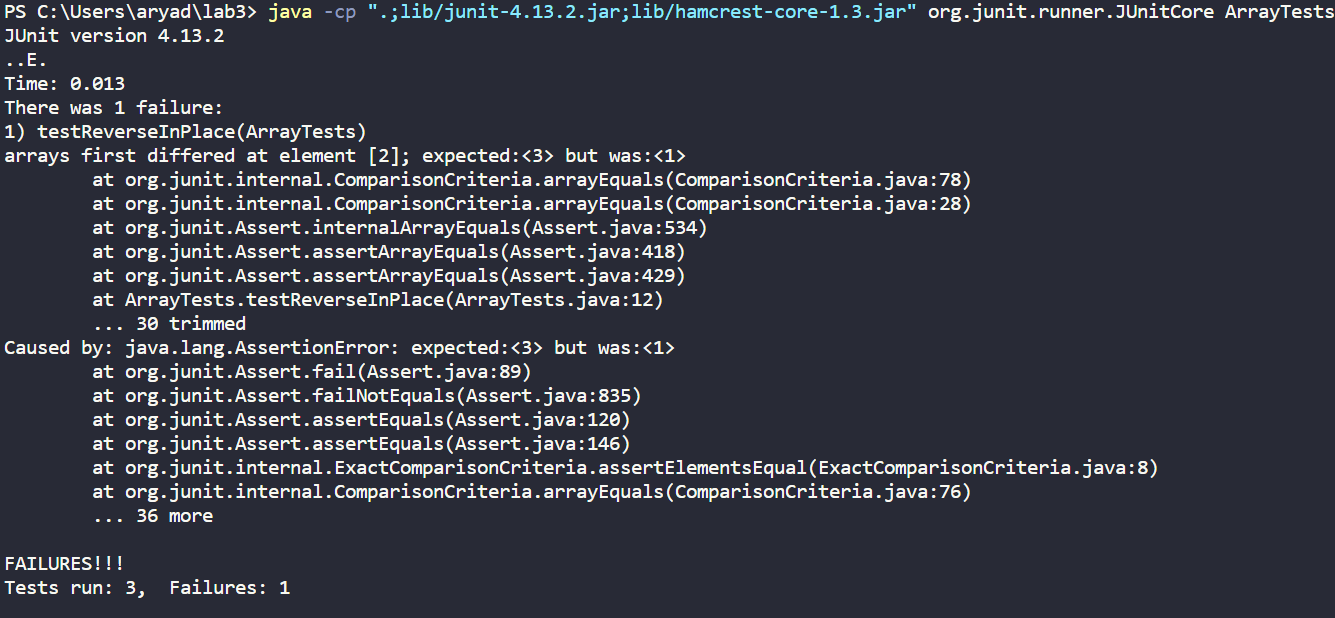 PS C:\Users\aryad\lab3> java -cp ".;lib/junit-4.13.2.jar;lib/hamcrest-core-1.3.jar" org.junit.runner.JUnitCore ArrayTests
JUnit version 4.13.2
..E.
Time: 0.013
There was 1 failure:
1) testReverseInPlace(ArrayTests)
arrays first differed at element [2]; expected:<3> but was:<1>
        at org.junit.internal.ComparisonCriteria.arrayEquals(ComparisonCriteria.java:78)
        at org.junit.internal.ComparisonCriteria.arrayEquals(ComparisonCriteria.java:28)
        at org.junit.Assert.internalArrayEquals(Assert.java:534)
        at org.junit.Assert.assertArrayEquals(Assert.java:418)
        at org.junit.Assert.assertArrayEquals(Assert.java:429)
        at ArrayTests.testReverseInPlace(ArrayTests.java:12)
        ... 30 trimmed
Caused by: java.lang.AssertionError: expected:<3> but was:<1>
        at org.junit.Assert.fail(Assert.java:89)
        at org.junit.Assert.failNotEquals(Assert.java:835)
        at org.junit.Assert.assertEquals(Assert.java:120)
        at org.junit.Assert.assertEquals(Assert.java:146)
        at org.junit.internal.ExactComparisonCriteria.assertElementsEqual(ExactComparisonCriteria.java:8)
        at org.junit.internal.ComparisonCriteria.arrayEquals(ComparisonCriteria.java:76)
        ... 36 more

FAILURES!!!
Tests run: 3,  Failures: 1